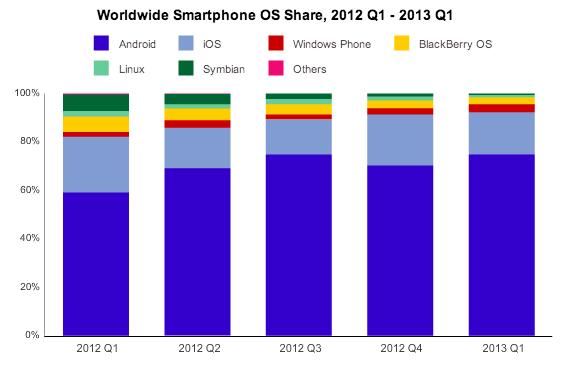 Worldwide Smartphone OS Share, 2012 Q1 - 2013 Q1
Android iOS Windows Phone BlackBerry OS
Linux Symbian Others
100%
80%
60%
40%
20%
0%
2012 Q1 2012 Q2 2012 Q3 2012 Q4 2013 Q1